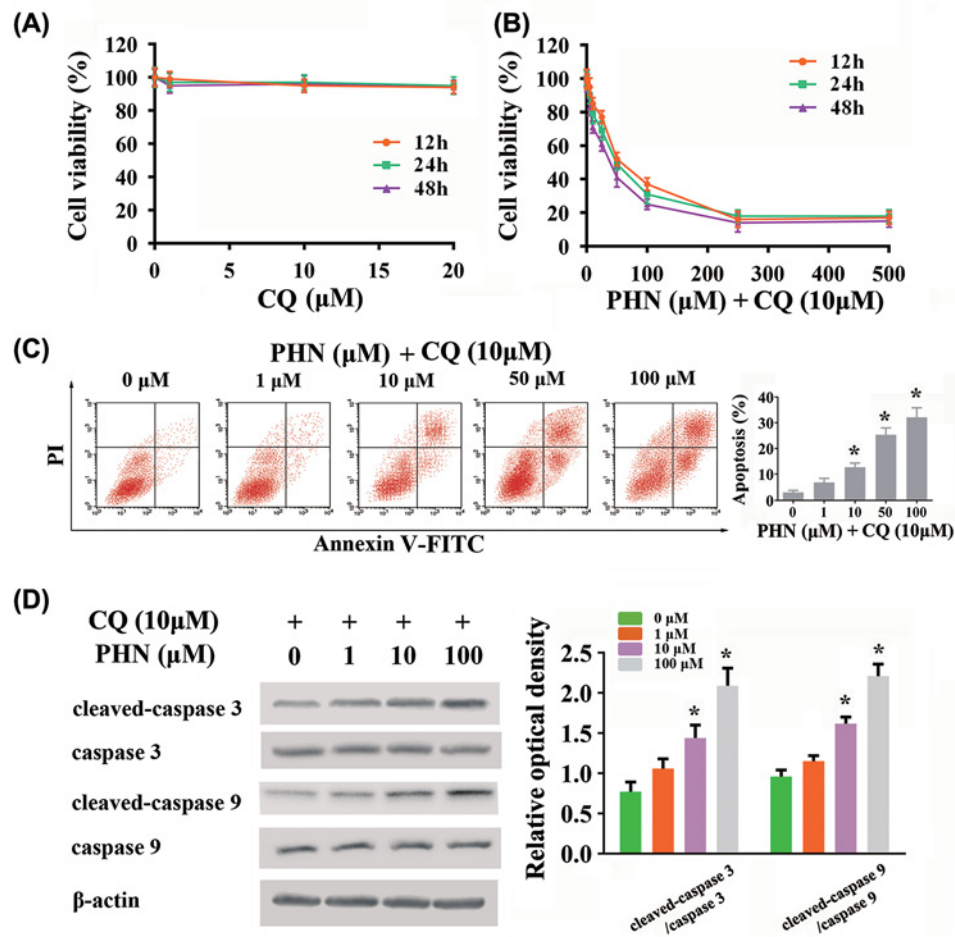 (A)
120
100
80
60
40
20
0
Cell viability (%)
12h
24h
48h
0 5 10 15 20
CQ (μM)
(B)
120
100
80
60
40
20
0
Cell viability (%)
12h
24h
48h
0 100 200 300 400 500
PHN (μM) + CQ (10μM)
(C)
PHN (μM) + CQ (10μM)
0 μM 1 μM 10 μM 50 μM 100 μM
PI
Annexin V-FITC
40
30
20
10
0
Apoptosis (%)
* * *
0 1 10 50 100
PHN (μM) + CQ (10μM)
(D)
CQ (10μM) + + + +
PHN (μM) 0 1 10 100
cleaved-caspase 3
caspase 3
cleaved-caspase 9
caspase 9
β-actin
0 μM
1 μM
10 μM
100 μM
2.5
2.0
1.5
1.0
0.5
0.0
Relative optical density
* * * *
cleaved-caspase 3
/caspase 3
cleaved-caspase 9
/caspase 9